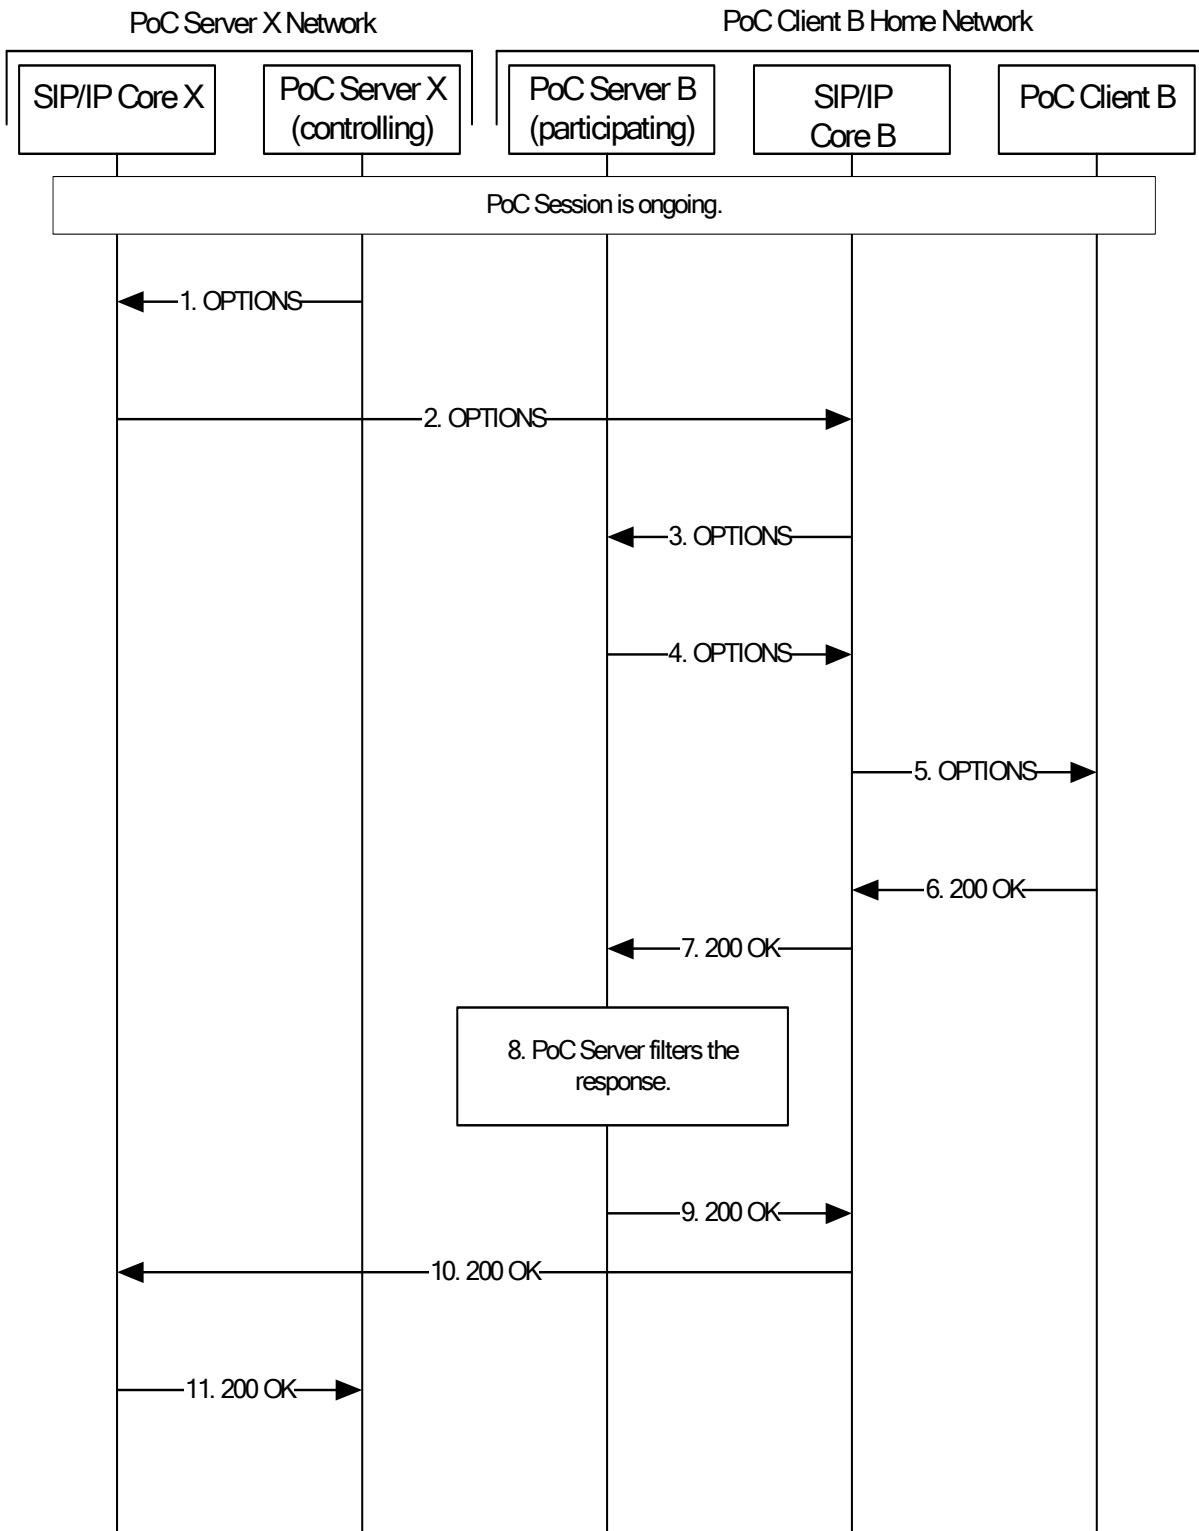 PoC Server X Network
PoC Client B Home Network
SIP/IP Core X
PoC Server X
(controlling)
PoC Server B
(participating)
SIP/IP
Core B
PoC Client B
PoC Session is ongoing.
1. OPTIONS
2. OPTIONS
3. OPTIONS
4. OPTIONS
5. OPTIONS
6. 200 OK
7. 200 OK
8. PoC Server filters the
response.
9. 200 OK
10. 200 OK
11. 200 OK